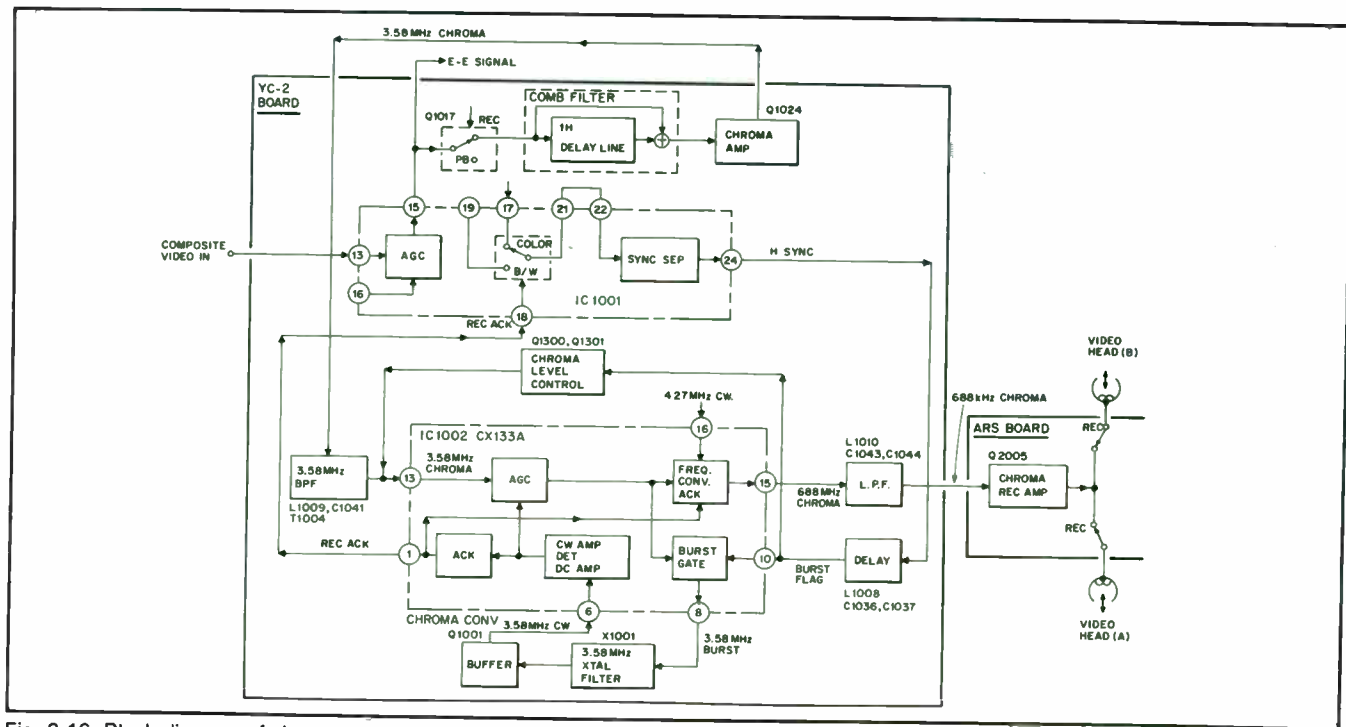 3.58MHz CHROMA
E-E SIGNAL
YC-2
BOARD
COMB FILTER
Q1017
REC
PB
1H
DELAY LINE
Q1024
CHROMA
AMP
15
19
17
21
22
COMPOSITE
VIDEO IN
13
AGC
COLOR
B/W
SYNC SEP
24
H SYNC
16
IC1001
18
REC ACK
Q1300, Q1301
CHROMA
LEVEL
CONTROL
4.27MHz CW.
VIDEO
HEAD (B)
688kHz CHROMA
16
IC1002 CX133A
3.58MHz
CHROMA
3.58MHz
BPF
L1009, C1041
T1004
13
AGC
FREQ.
CONV.
ACK
15
688MHz
CHROMA
L1010
C1043, C1044
L.P.F.
ARS BOARD
REC
Q2005
CHROMA
REC AMP
REC
REC ACK
1
ACK
CW AMP
DET
DC AMP
BURST
GATE
10
BURST
FLAG
DELAY
L1008
C1036, C1037
CHROMA CONV
6
8
3.58MHz CW
Q1001
BUFFER
X1001
3.58MHz
XTAL
FILTER
3.58MHz
BURST
VIDEO
HEAD (A)